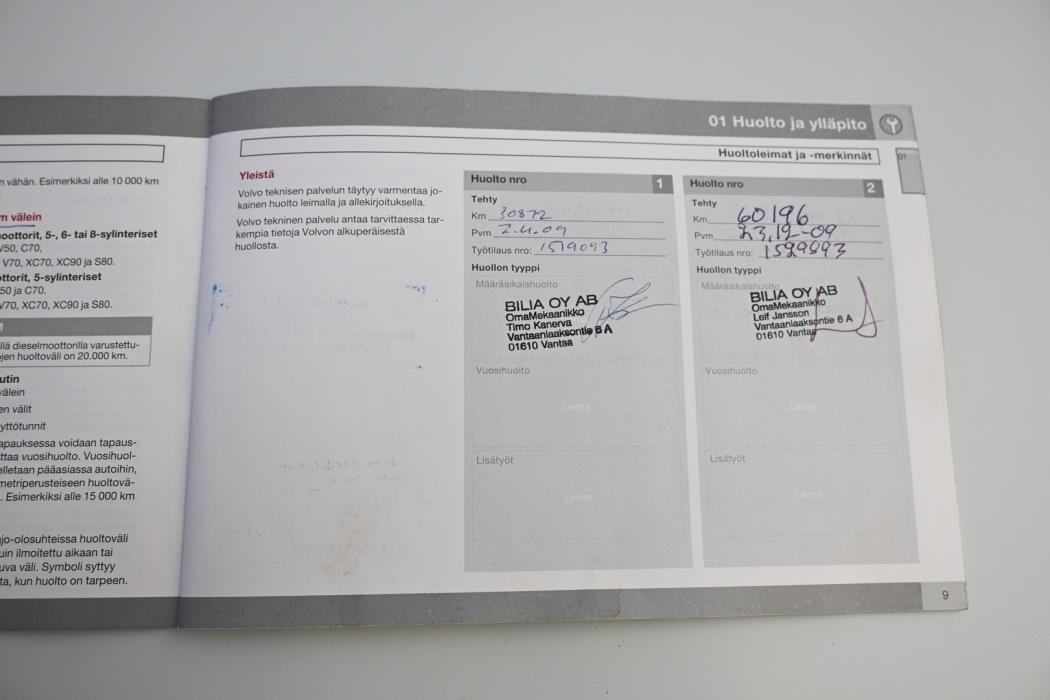 n vähän. Esimerkiksi alle 10 000 km
m välein
oottorit, 5-, 6- tai 8-sylinteriset
V50, C70,
V70, XC70, XC90 ja S80.
ttorit, 5-sylinteriset
50 ja C70.
V70, XC70, XC90 ja S80.
llä dieselmoottorilla varustettu-
jen huoltoväli on 20.000 km.
utin
välein
en välit
yttötunnit
apauksessa voidaan tapaus-
ttaa vuosihuolto. Vuosihuol-
elletaan pääasiassa autoihin,
metriperusteiseen huoltovä-
. Esimerkiksi alle 15 000 km
jo-olosuhteissa huoltoväli
uin ilmoitettu aikaan tai
uva väli. Symboli syttyy
ta, kun huolto on tarpeen.
01 Huolto ja ylläpito
Huoltoleimat ja -merkinnät
01
Yleistä
Volvo teknisen palvelun täytyy varmentaa jo-
kainen huolto leimalla ja allekirjoituksella.
Volvo tekninen palvelu antaa tarvittaessa tar-
kempia tietoja Volvon alkuperäisestä
huollosta.
Huolto nro 1
Tehty
Km 30872
Pvm 2.4.09
Työtilaus nro: 1519093
Huollon tyyppi
Määräaikaishuolto
BILIA OY AB
OmaMekaanikko
Timo Kanerva
Vantaanlaaksontie 6 A
01610 Vantaa
Vuosihuolto
Leima
Lisätyöt
Leima
Huolto nro 2
Tehty
Km 60196
Pvm 23,12-09
Työtilaus nro:
Huollon tyyppi
Määräaikaishuolto
BILIA OY AB
OmaMekaanikko
Leif Jansson
Vantaanlaaksontie 6 A
01610 Vantaa
Vuosihuolto
Leima
Lisätyöt
Leima
9